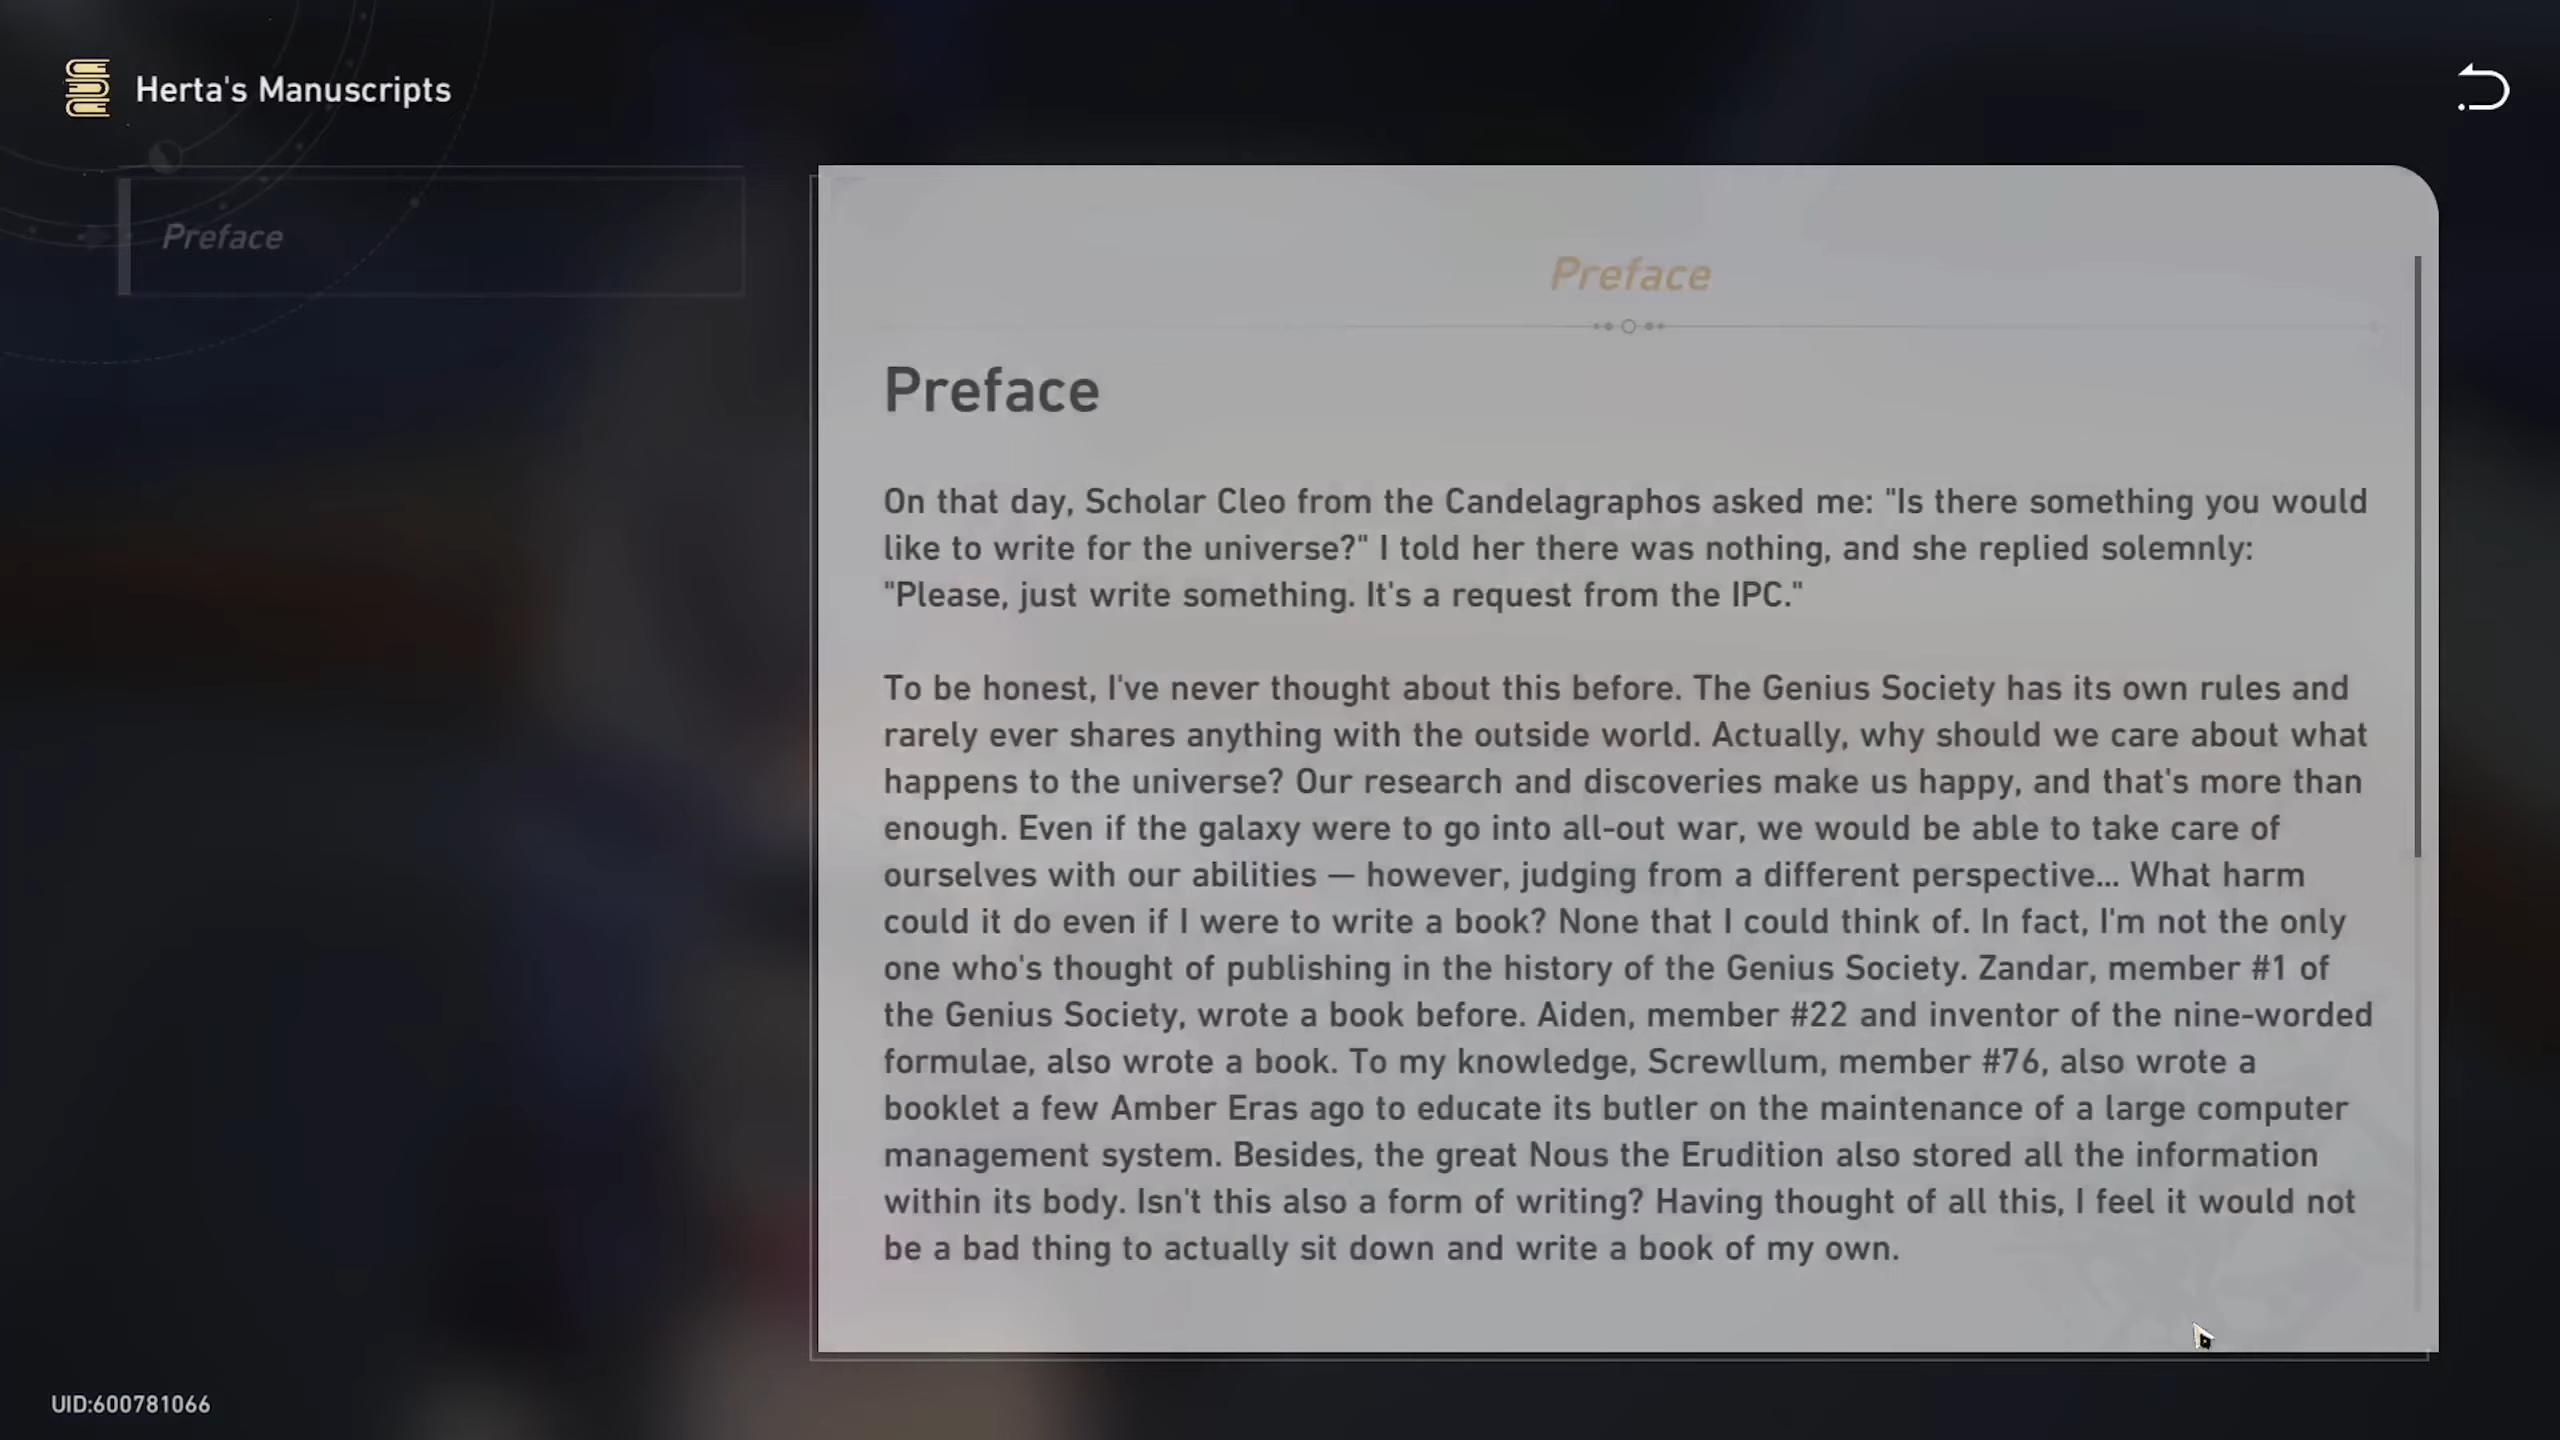 Herta's Manuscripts
Preface
Preface
Preface
On that day, Scholar Cleo from the Candelagraphos asked me: "Is there something you would
like to write for the universe?" I told her there was nothing, and she replied solemnly:
"Please, just write something. It's a request from the IPC."
To be honest, I've never thought about this before. The Genius Society has its own rules and
rarely ever shares anything with the outside world. Actually, why should we care about what
happens to the universe? Our research and discoveries make us happy, and that's more than
enough. Even if the galaxy were to go into all-out war, we would be able to take care of
ourselves with our abilities — however, judging from a different perspective... What harm
could it do even if I were to write a book? None that I could think of. In fact, I'm not the only
one who's thought of publishing in the history of the Genius Society. Zandar, member #1 of
the Genius Society, wrote a book before. Aiden, member #22 and inventor of the nine-worded
formulae, also wrote a book. To my knowledge, Screwllum, member #76, also wrote a
booklet a few Amber Eras ago to educate its butler on the maintenance of a large computer
management system. Besides, the great Nous the Erudition also stored all the information
within its body. Isn't this also a form of writing? Having thought of all this, I feel it would not
be a bad thing to actually sit down and write a book of my own.
UID:600781066